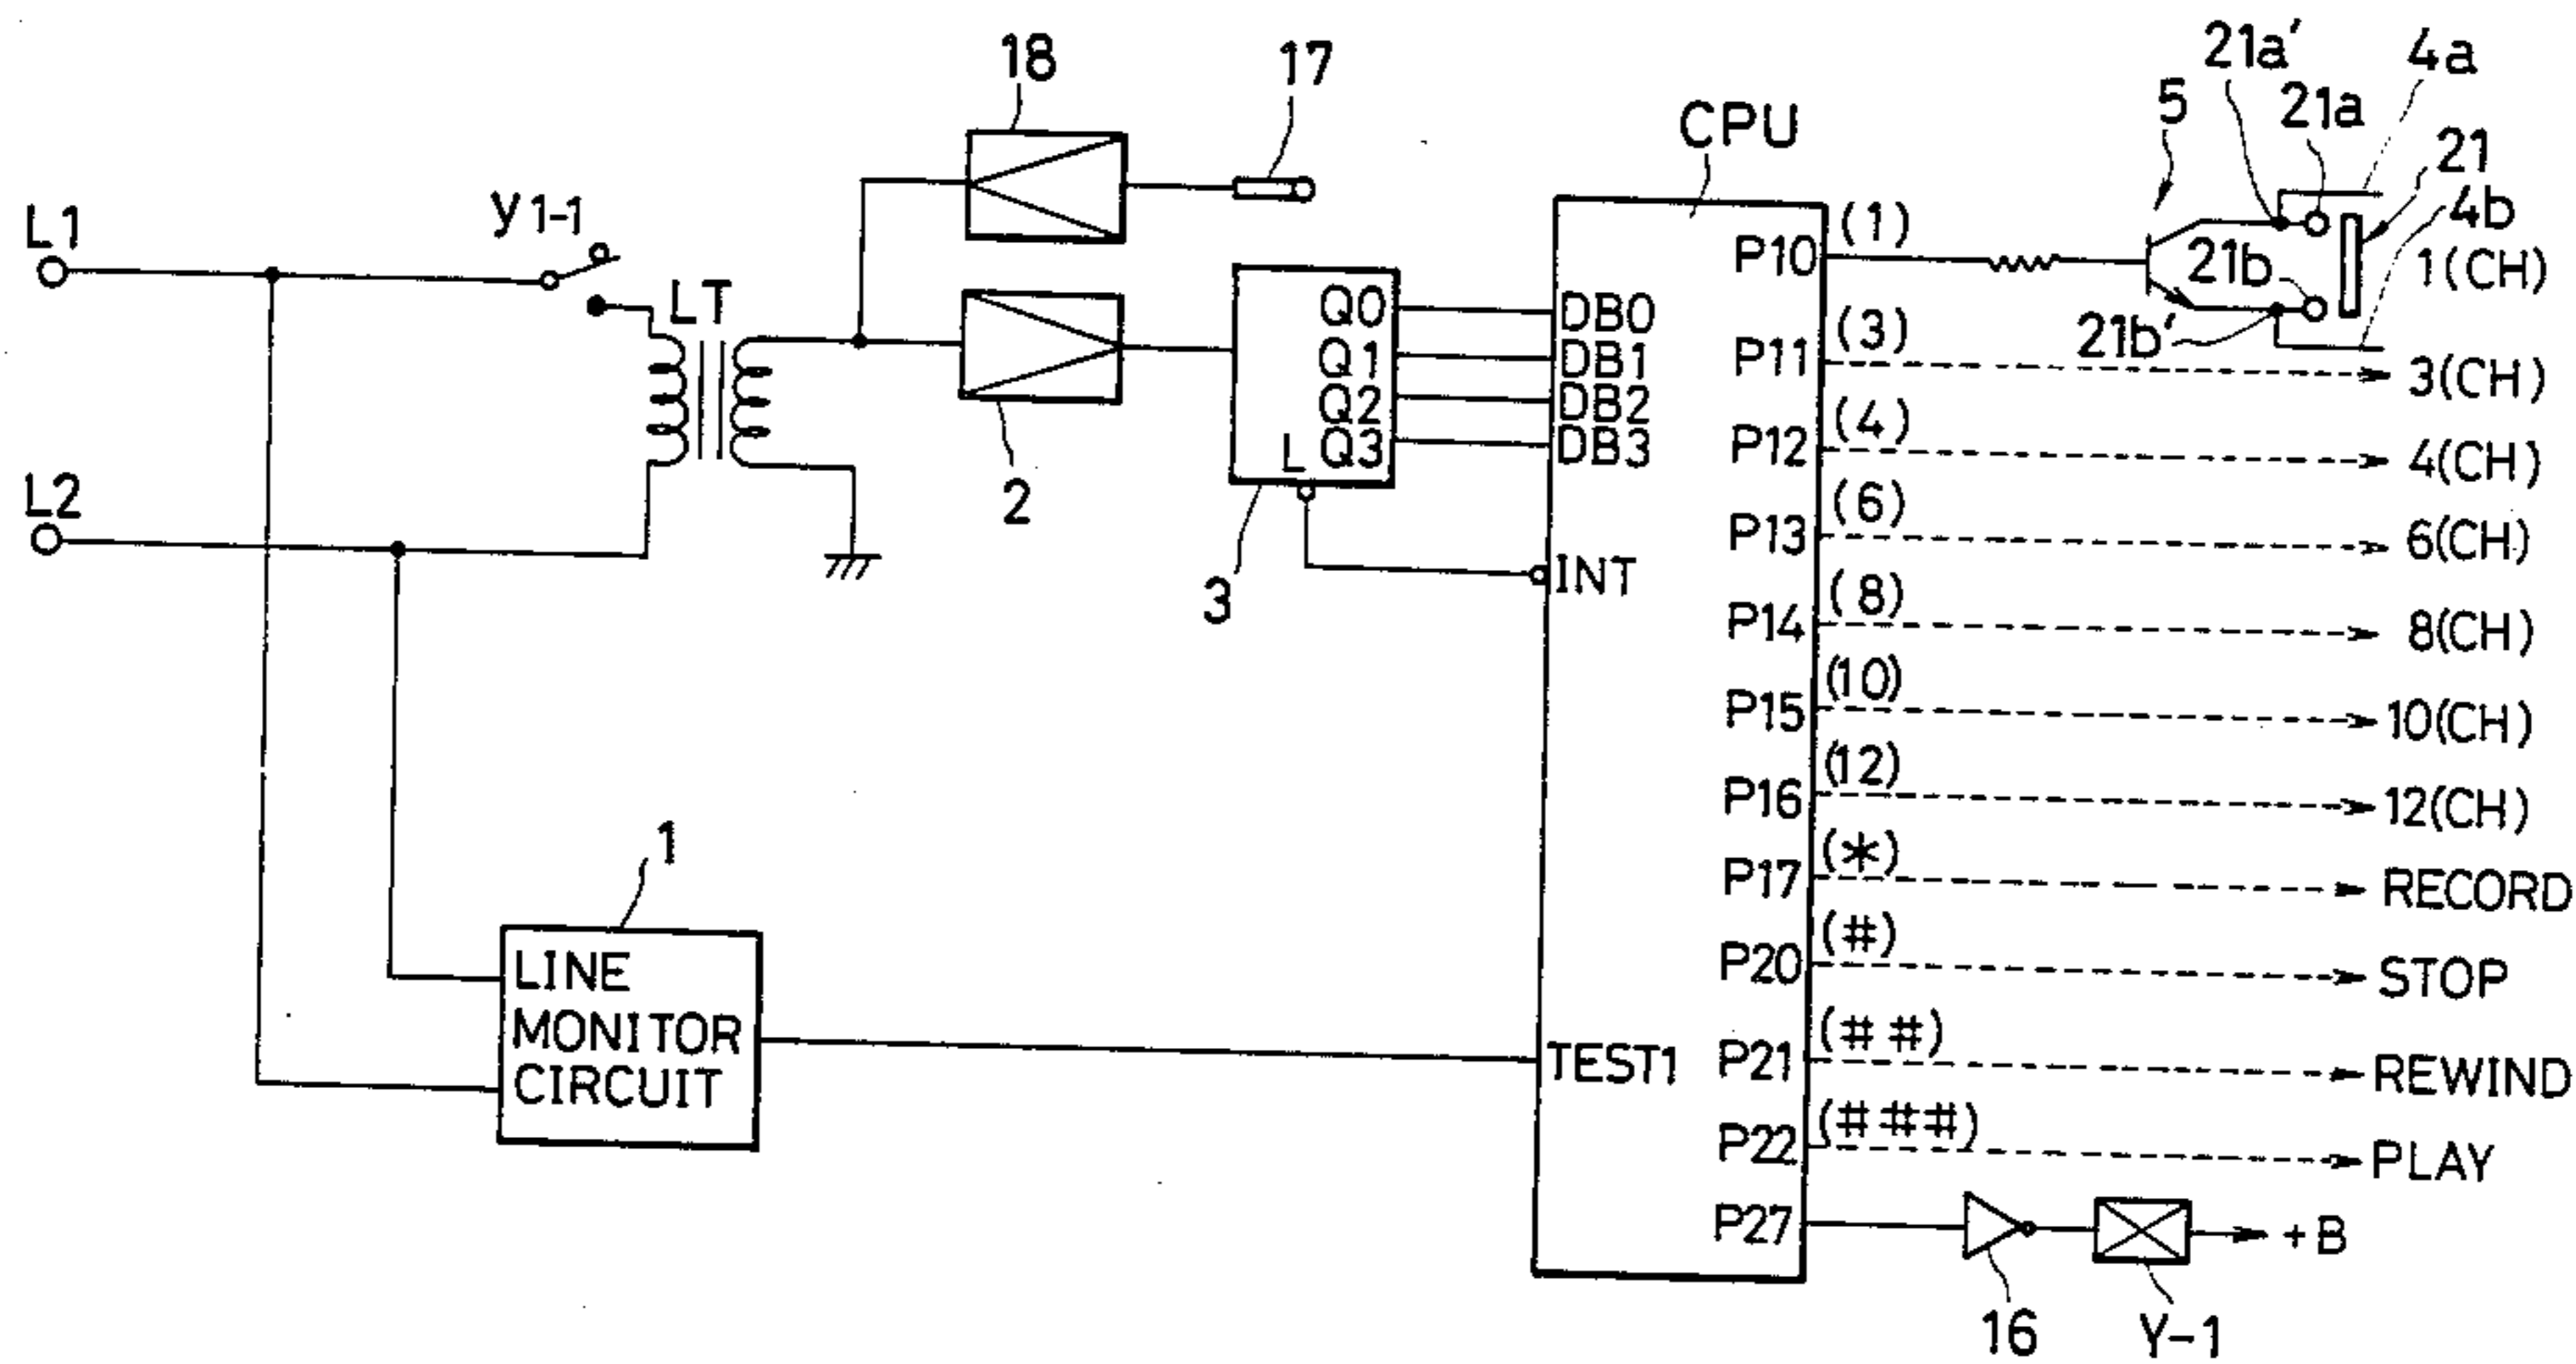 L1
L2
y1-1
LT
18
17
2
3
Q0
Q1
Q2
Q3
L
CPU
DB0
DB1
DB2
DB3
INT
TEST1
1
LINE
MONITOR
CIRCUIT
P10 (1)
5
21a'
21a
4a
21
4b
21b
21b'
1(CH)
P11 (3) 3(CH)
P12 (4) 4(CH)
P13 (6) 6(CH)
P14 (8) 8(CH)
P15 (10) 10(CH)
P16 (12) 12(CH)
P17 (*) RECORD
P20 (#) STOP
P21 (##) REWIND
P22 (###) PLAY
P27
+B
16
Y-1